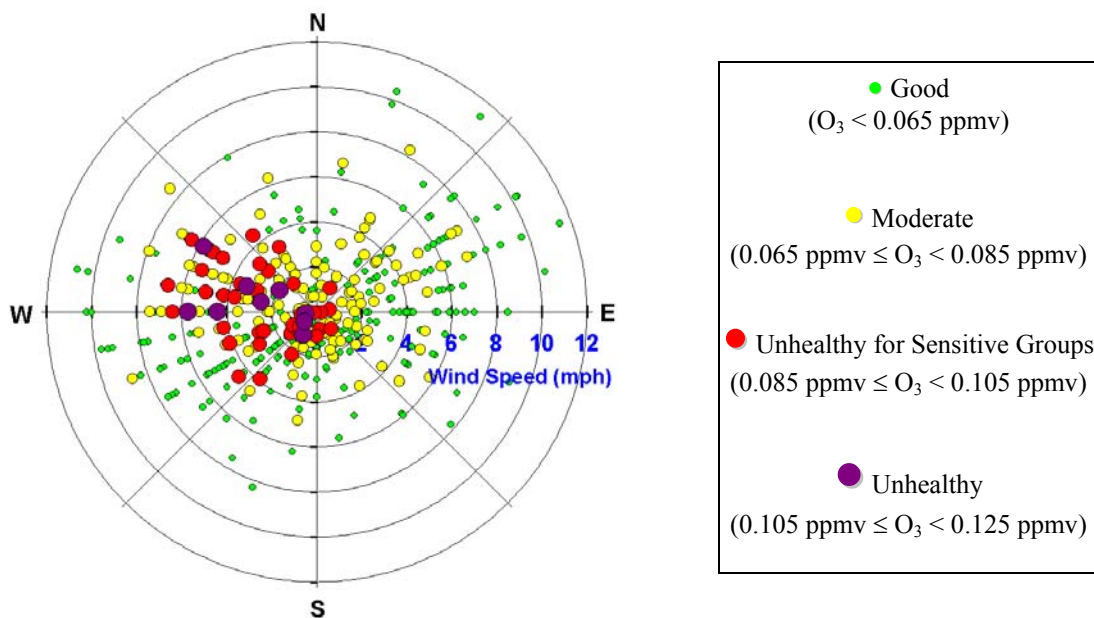 N
W
E
2 4 6 8 10 12
Wind Speed (mph)
S
Good
(O₃ < 0.065 ppmv)
Moderate
(0.065 ppmv ≤ O₃ < 0.085 ppmv)
Unhealthy for Sensitive Groups
(0.085 ppmv ≤ O₃ < 0.105 ppmv)
Unhealthy
(0.105 ppmv ≤ O₃ < 0.125 ppmv)